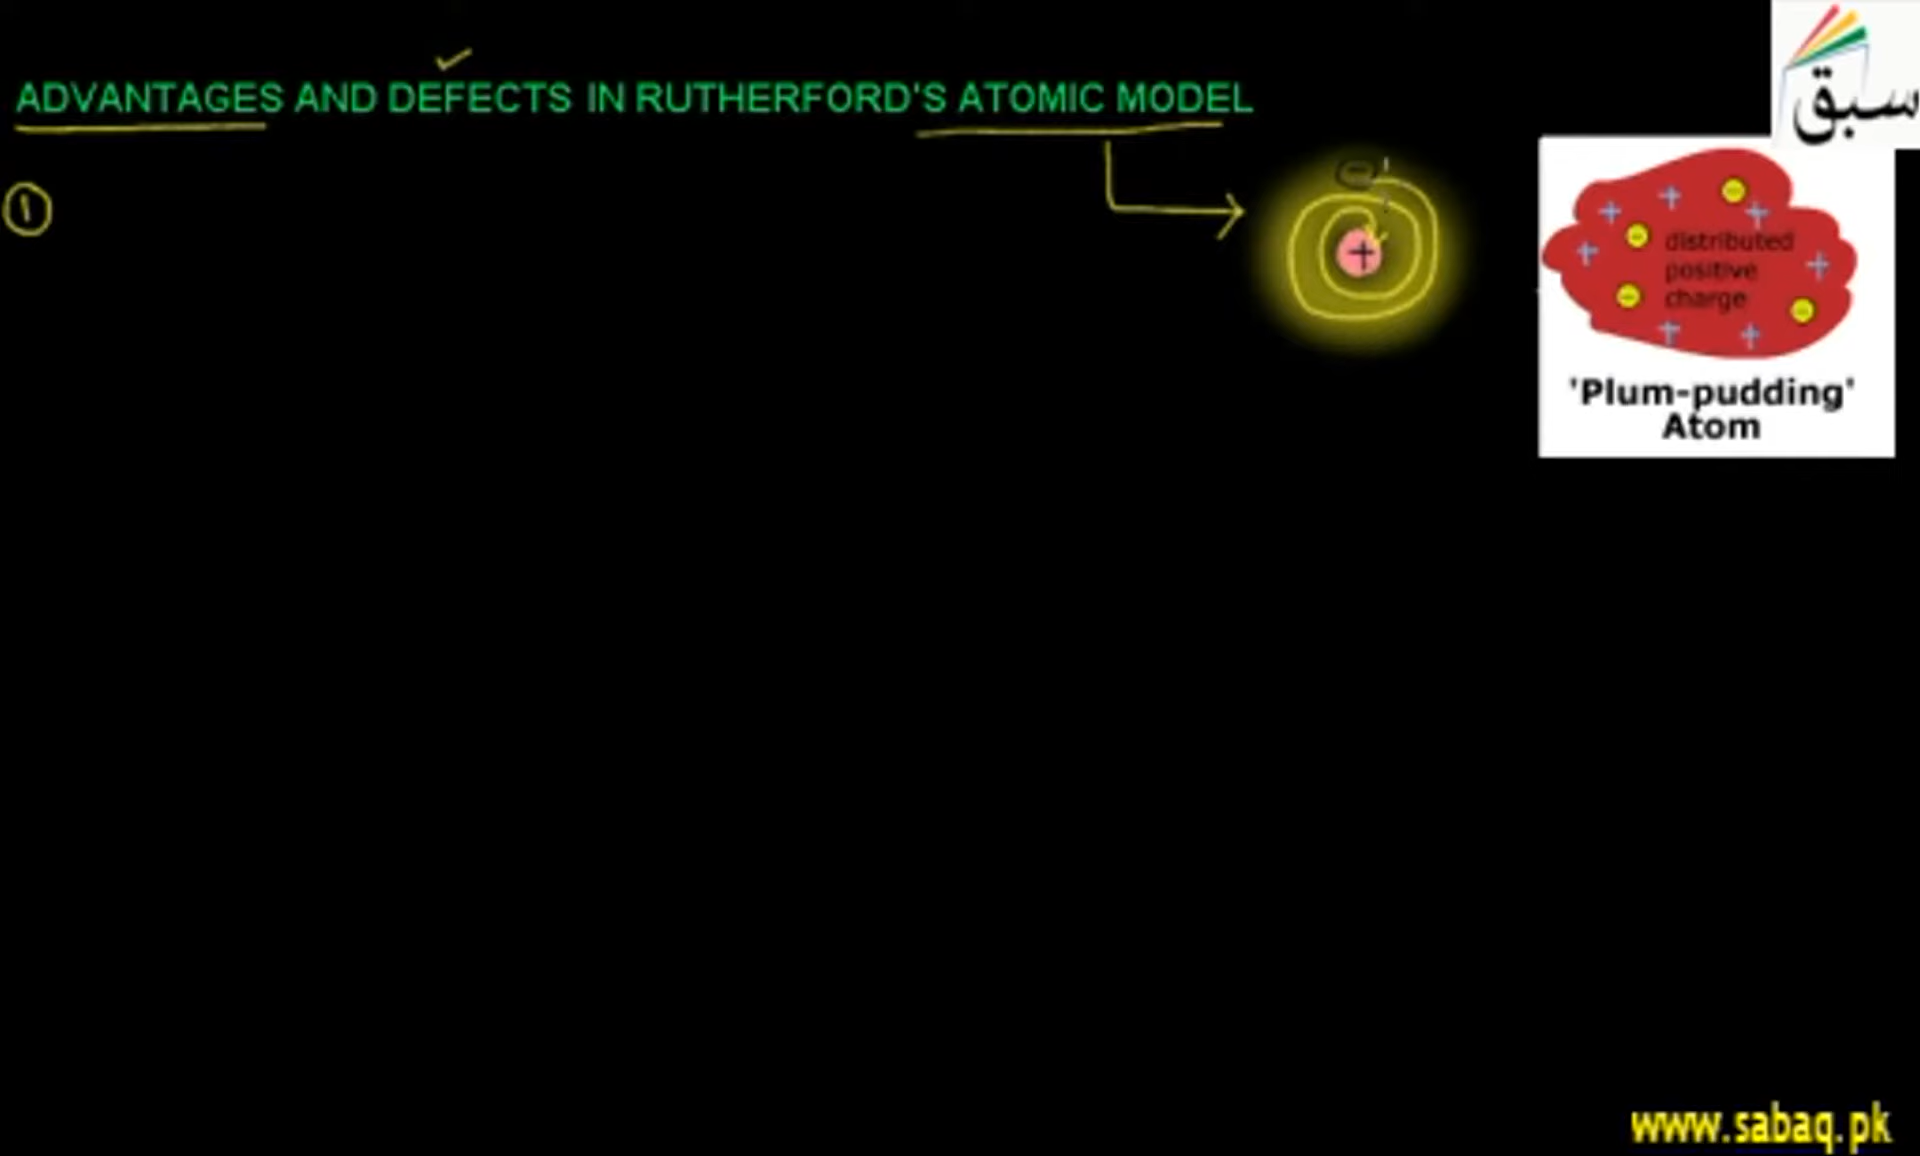 ADVANTAGES AND DEFECTS IN RUTHERFORD'S ATOMIC MODEL
سبق
①
+
distributed
positive
charge
'Plum-pudding'
Atom
www.sabaq.pk